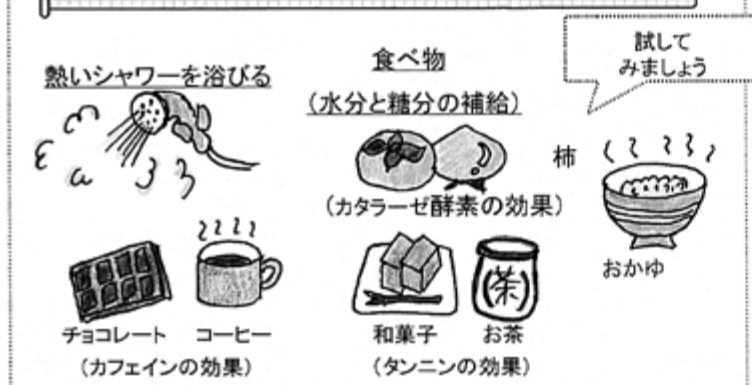 試して
みましょう
熱いシャワーを浴びる
食べ物
(水分と糖分の補給)
柿
(カタラーゼ酵素の効果)
おかゆ
チョコレート コーヒー
(カフェインの効果)
茶
和菓子 お茶
(タンニンの効果)